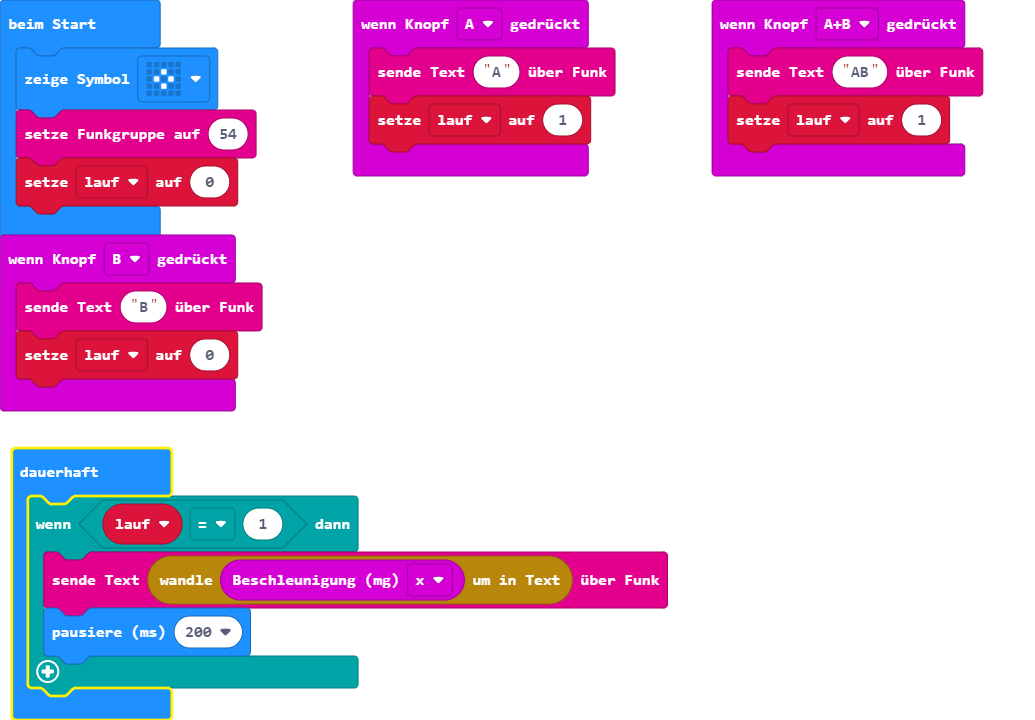 beim Start
zeige Symbol
setze Funkgruppe auf 54
setze lauf auf 0
wenn Knopf A gedrückt
sende Text "A" über Funk
setze lauf auf 1
wenn Knopf A+B gedrückt
sende Text "AB" über Funk
setze lauf auf 1
wenn Knopf B gedrückt
sende Text "B" über Funk
setze lauf auf 0
dauerhaft
wenn lauf = 1 dann
sende Text wandle Beschleunigung (mg) x um in Text über Funk
pausiere (ms) 200